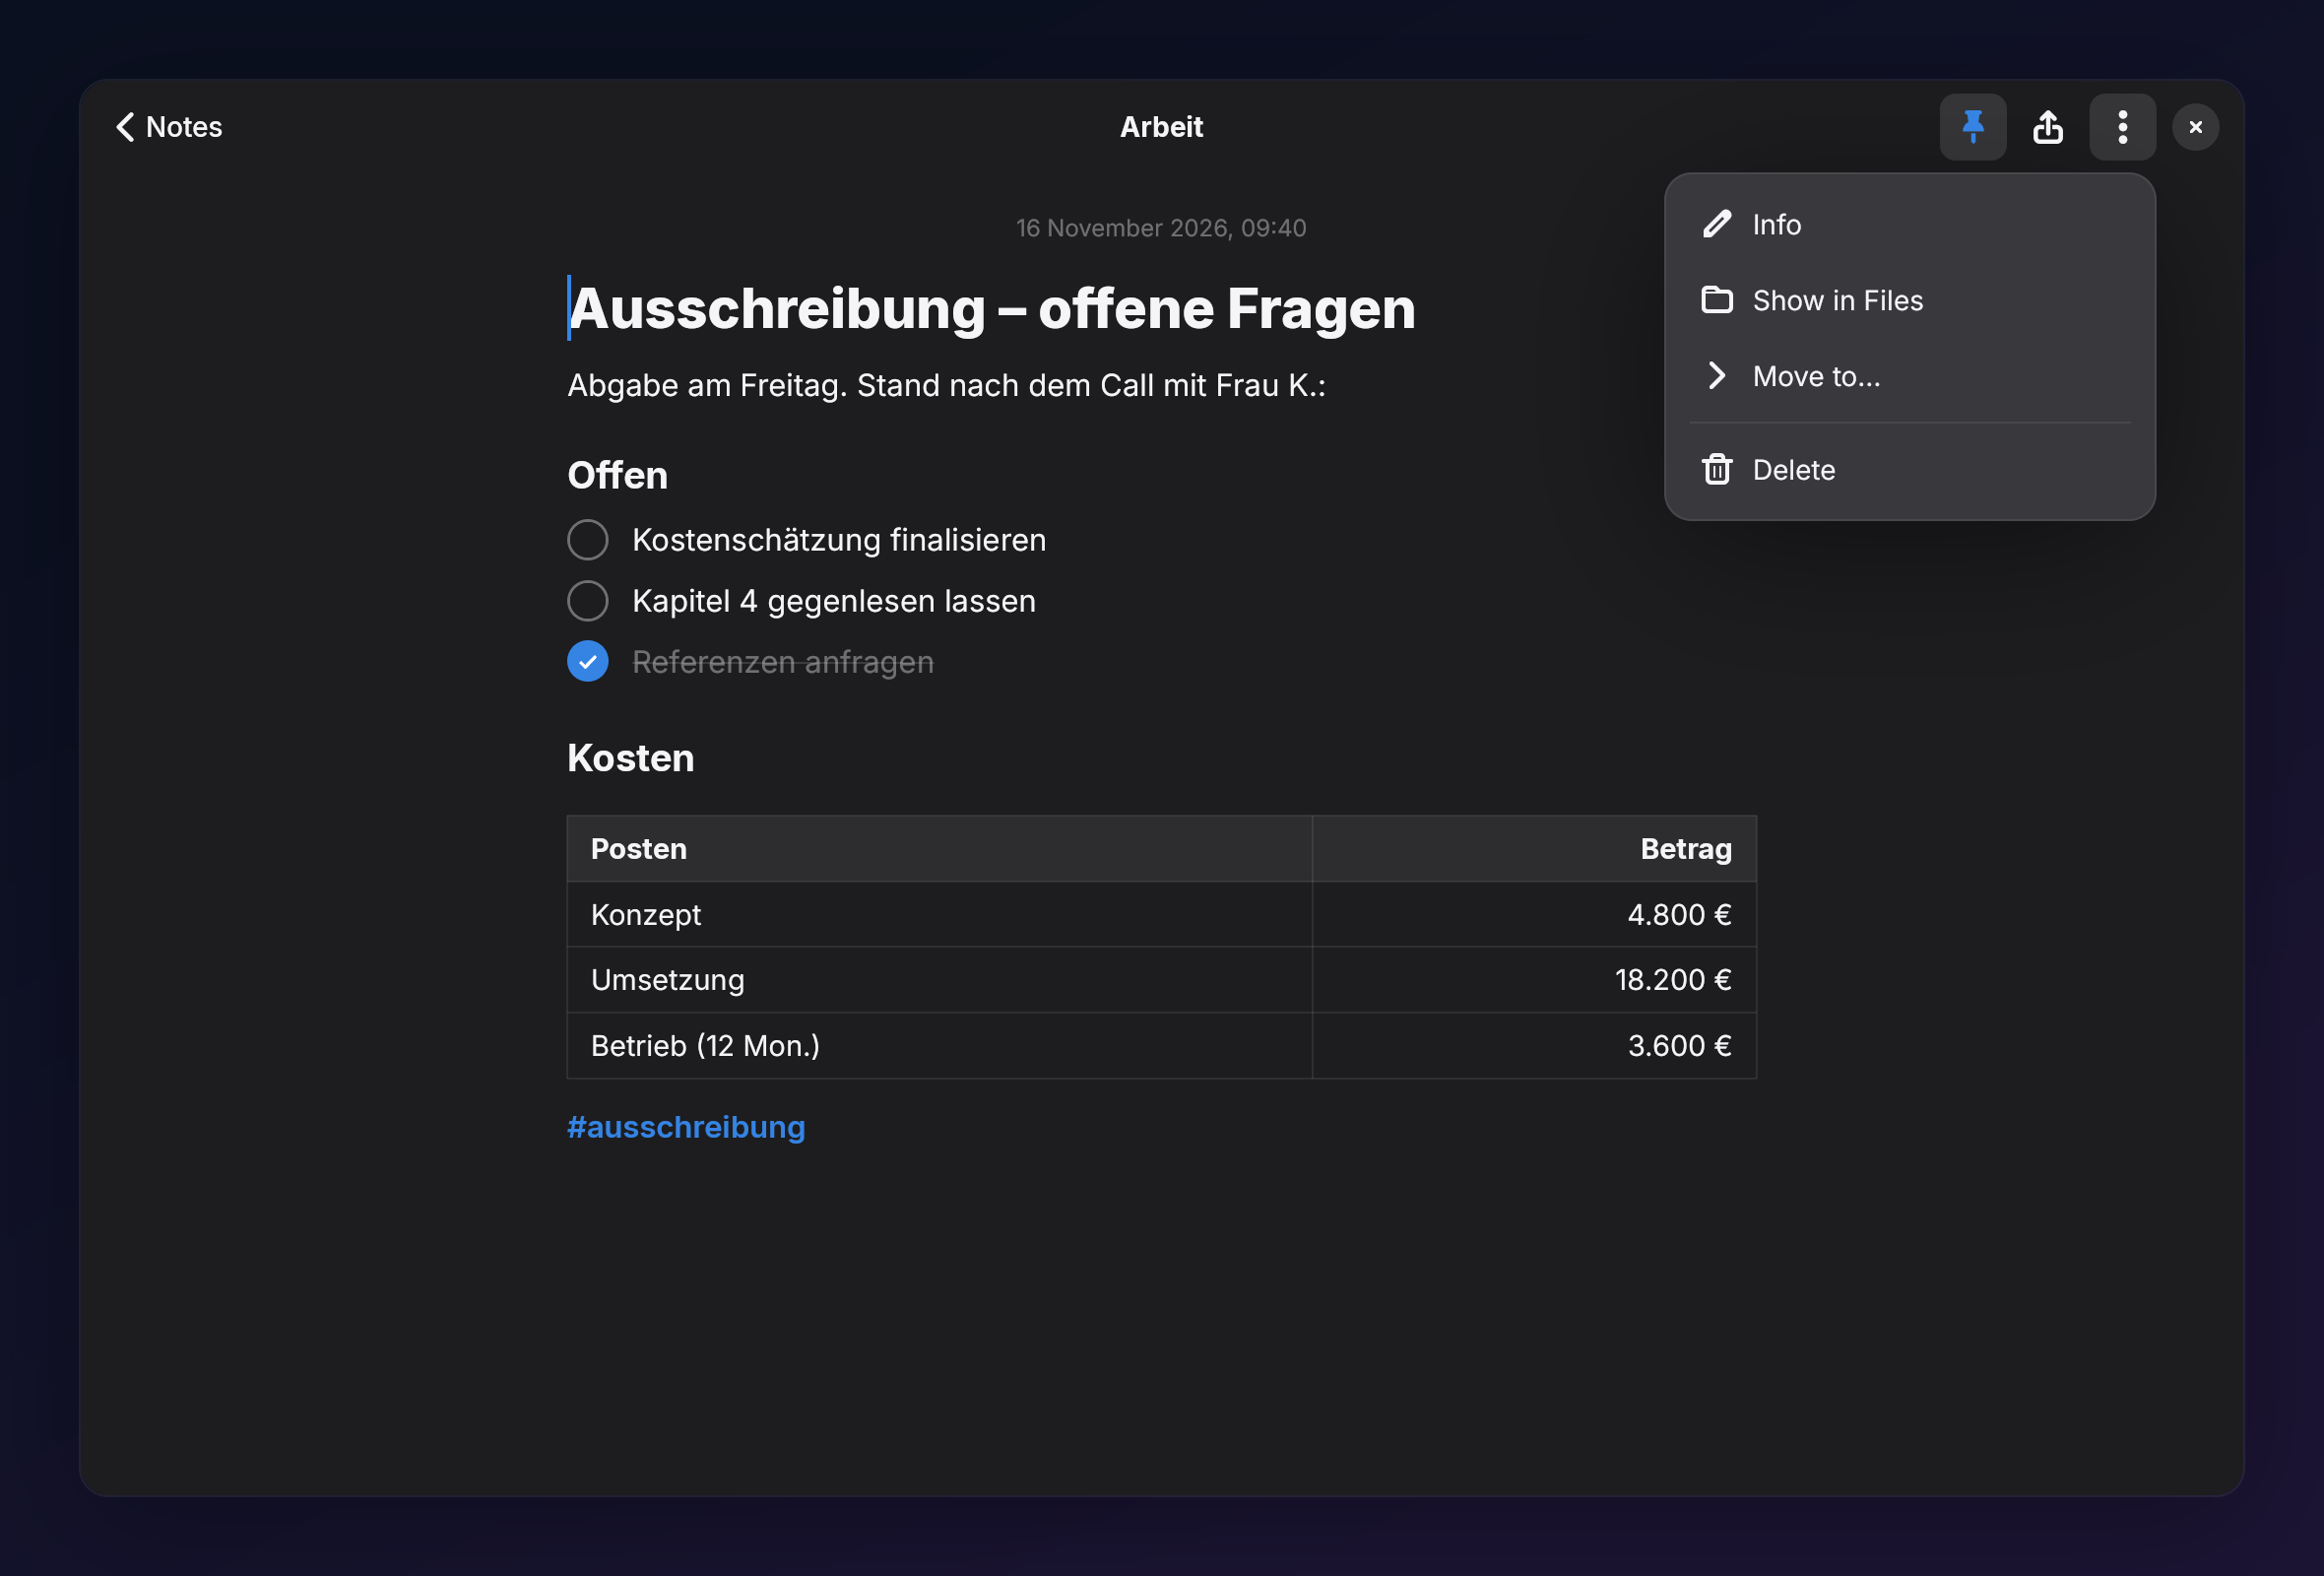 Notes
Arbeit
Info
Show in Files
Move to...
Delete
16 November 2026, 09:40
Ausschreibung – offene Fragen
Abgabe am Freitag. Stand nach dem Call mit Frau K.:
Offen
Kostenschätzung finalisieren
Kapitel 4 gegenlesen lassen
Referenzen anfragen
Kosten
Posten Betrag
Konzept 4.800 €
Umsetzung 18.200 €
Betrieb (12 Mon.) 3.600 €
#ausschreibung